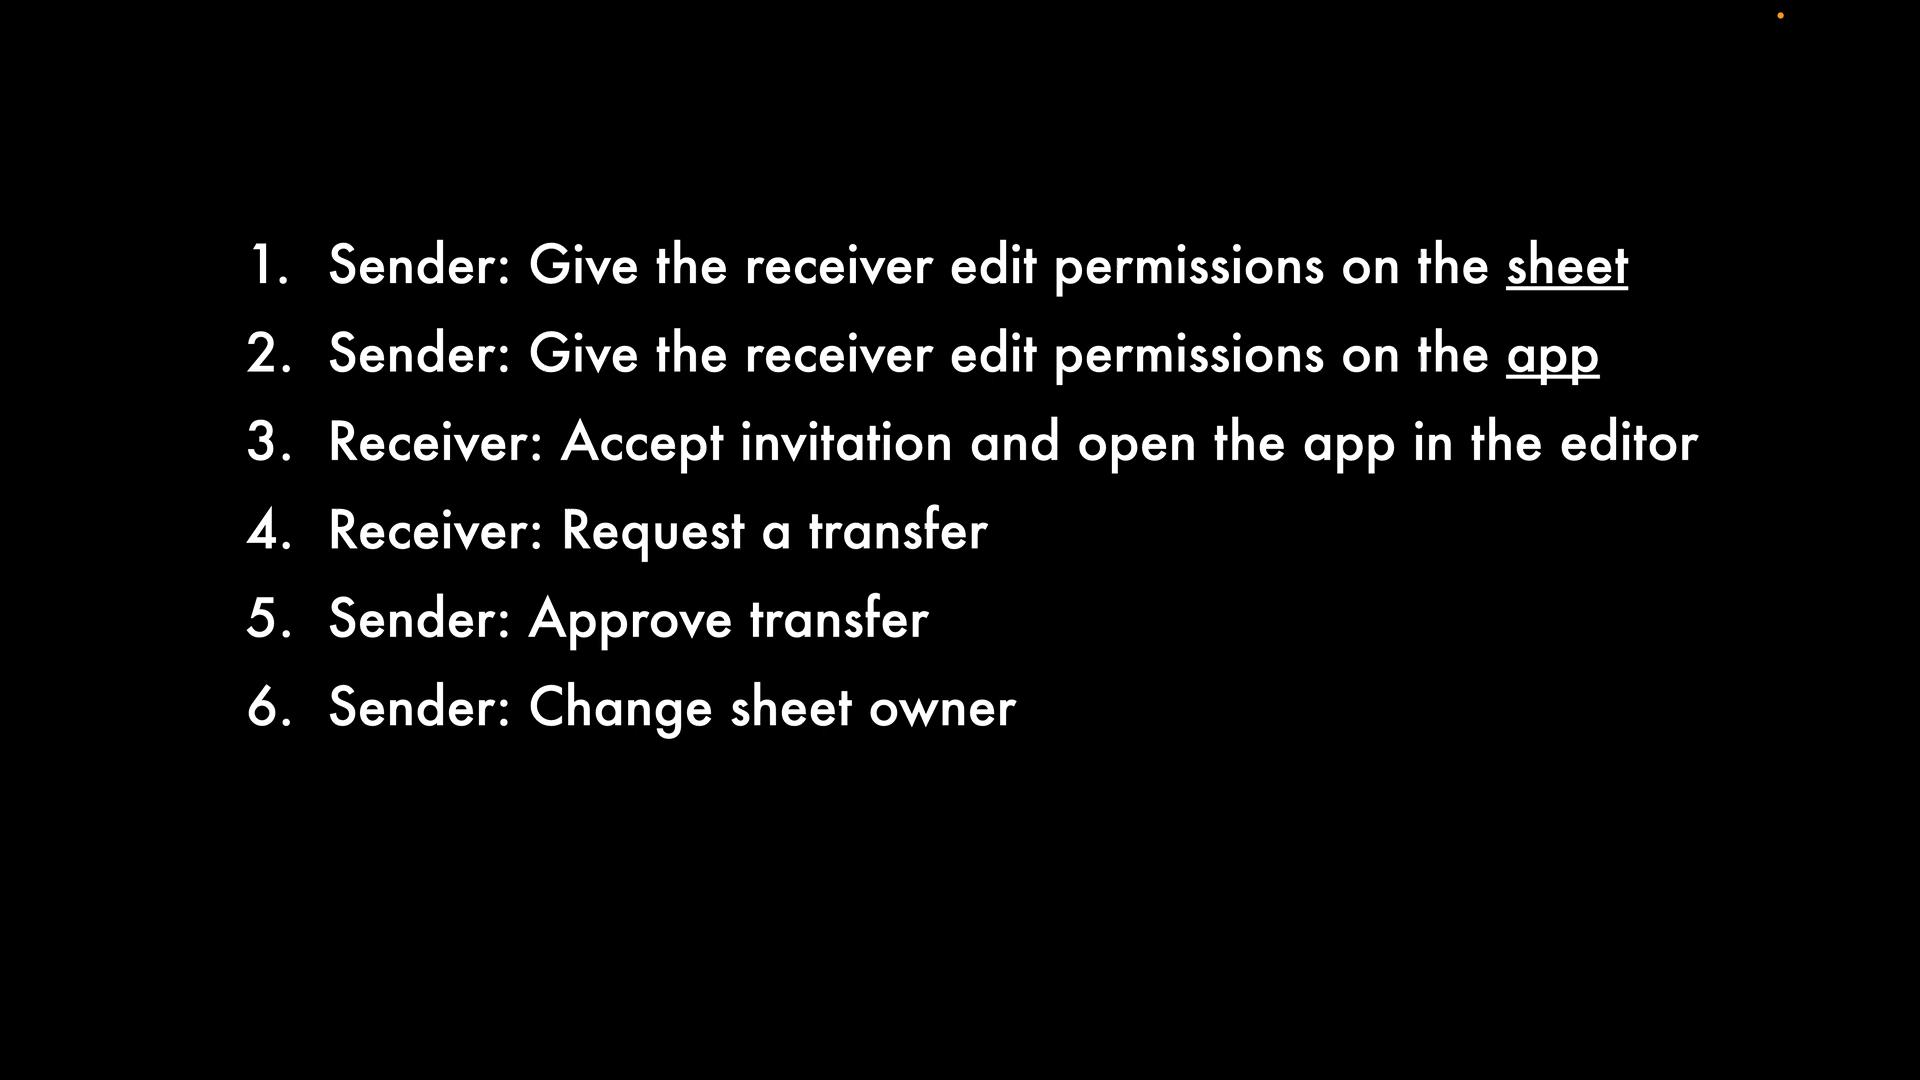 1. Sender: Give the receiver edit permissions on the sheet
2. Sender: Give the receiver edit permissions on the app
3. Receiver: Accept invitation and open the app in the editor
4. Receiver: Request a transfer
5. Sender: Approve transfer
6. Sender: Change sheet owner